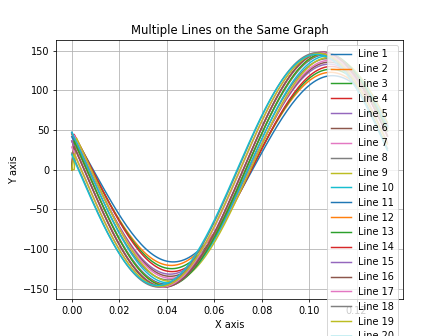 Multiple Lines on the Same Graph
150
100
50
0
−50
−100
−150
Y axis
0.00
0.02
0.04
0.06
0.08
0.10
X axis
Line 1
Line 2
Line 3
Line 4
Line 5
Line 6
Line 7
Line 8
Line 9
Line 10
Line 11
Line 12
Line 13
Line 14
Line 15
Line 16
Line 17
Line 18
Line 19
Line 20